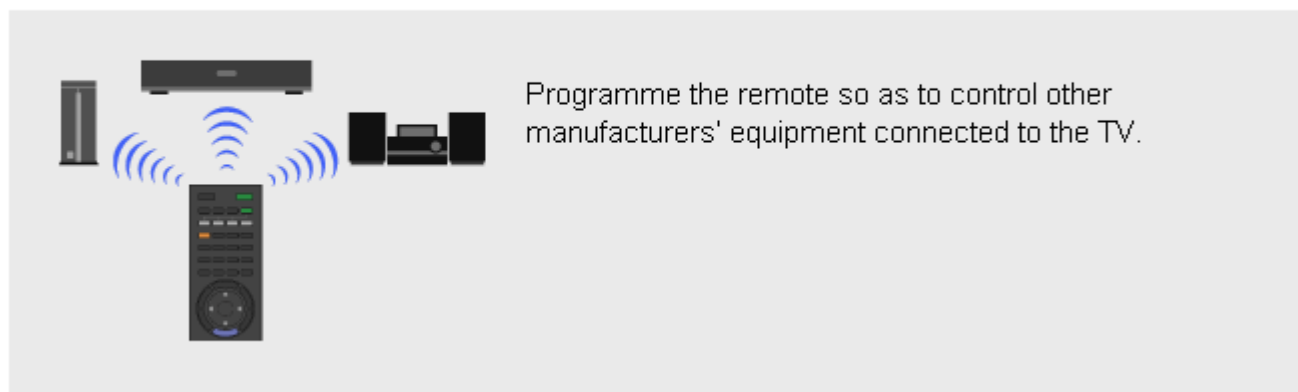 Programme the remote so as to control other
manufacturers' equipment connected to the TV.